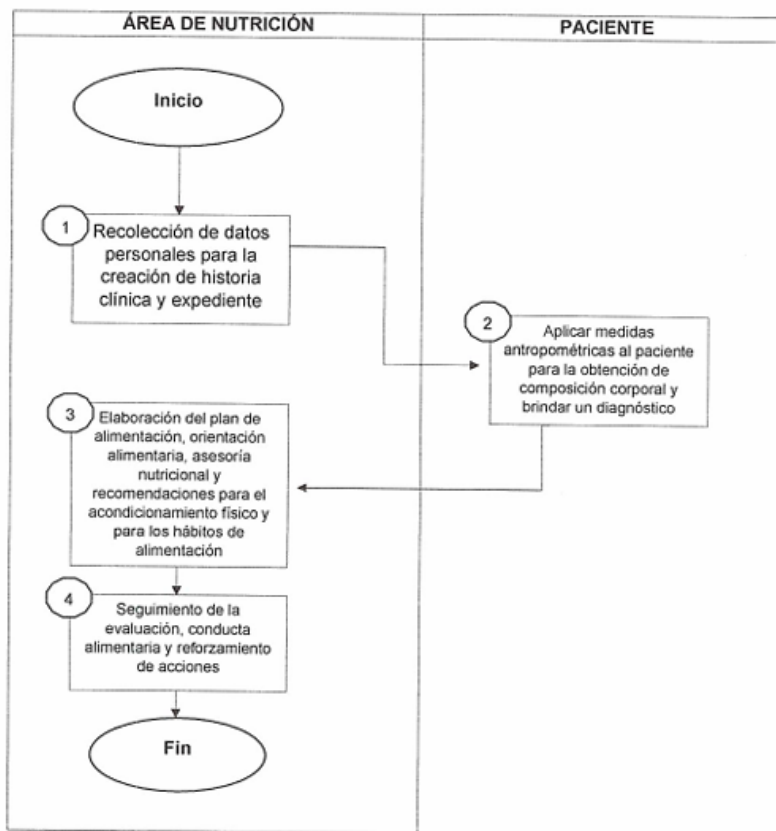 ÁREA DE NUTRICIÓN
PACIENTE
Inicio
1
Recolección de datos
personales para la
creación de historia
clínica y expediente
2
Aplicar medidas
antropométricas al paciente
para la obtención de
composición corporal y
brindar un diagnóstico
3
Elaboración del plan de
alimentación, orientación
alimentaria, asesoría
nutricional y
recomendaciones para el
acondicionamiento físico y
para los hábitos de
alimentación
4
Seguimiento de la
evaluación, conducta
alimentaria y reforzamiento
de acciones
Fin